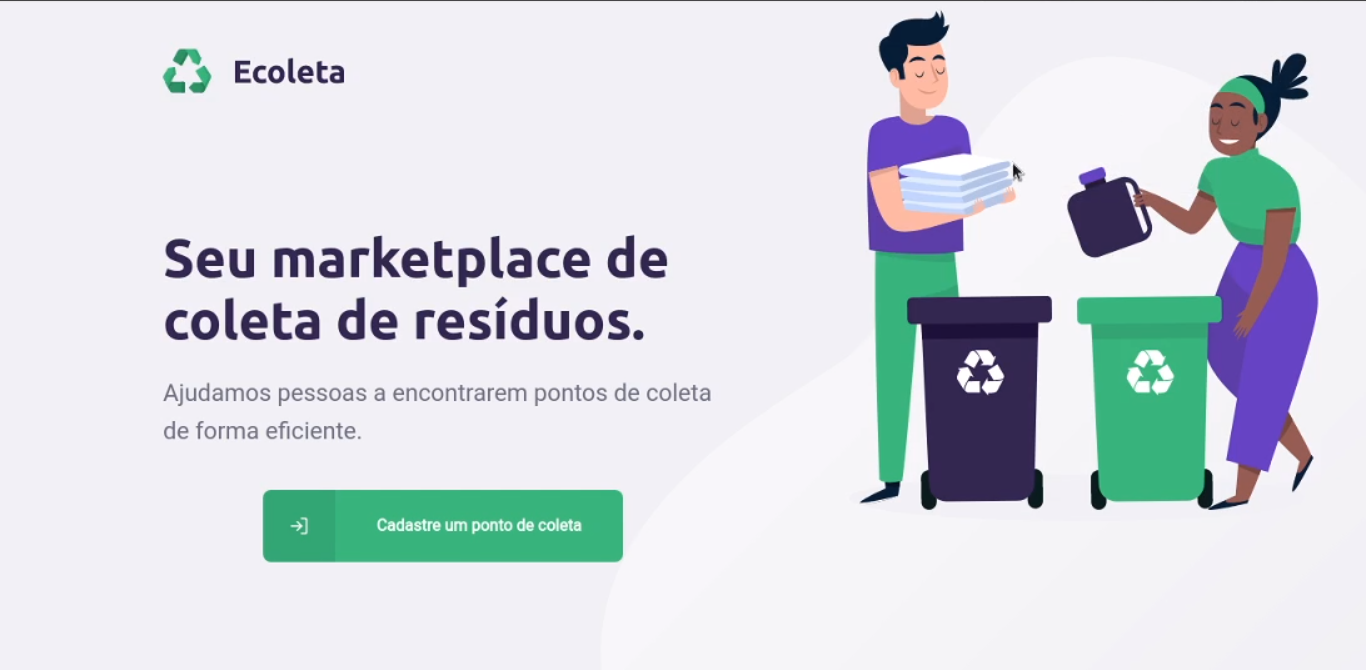 Ecoleta
Seu marketplace de
coleta de resíduos.
Ajudamos pessoas a encontrarem pontos de coleta
de forma eficiente.
Cadastre um ponto de coleta